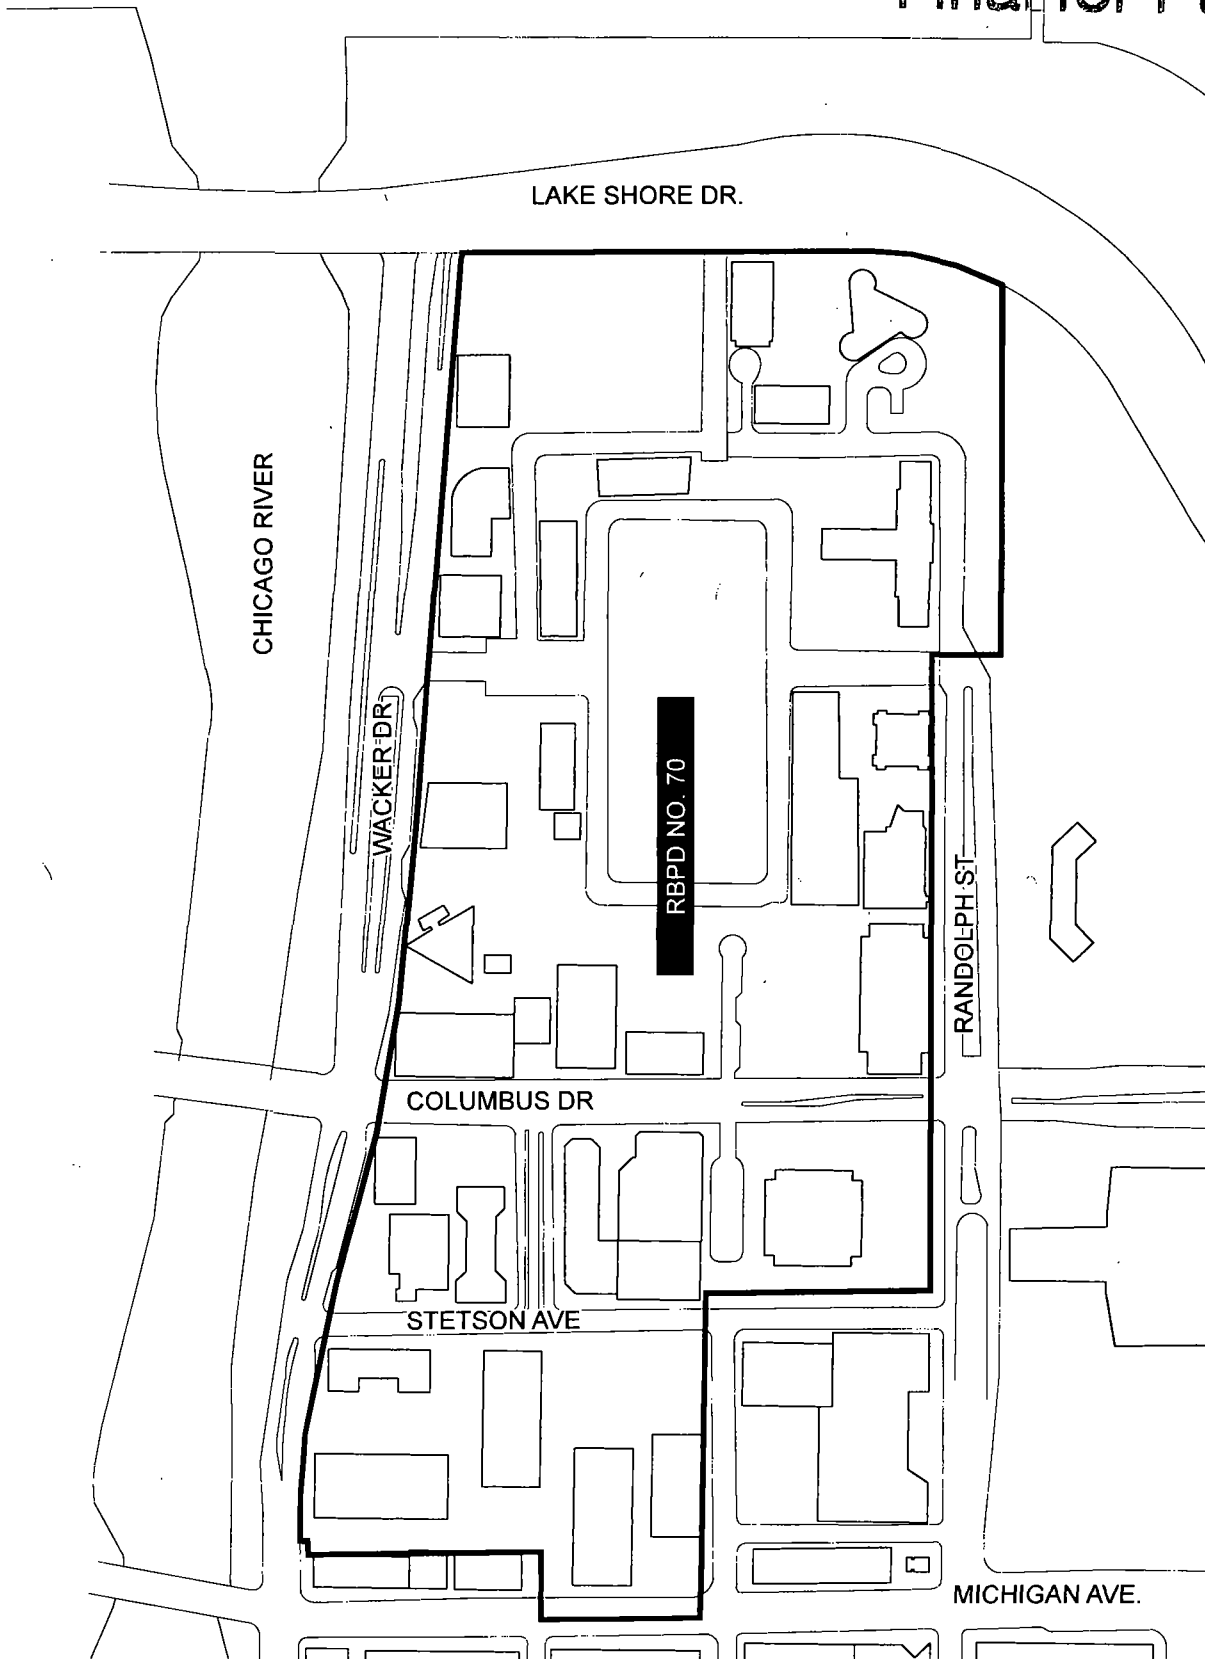 LAKE SHORE DR.
CHICAGO RIVER
WACKER DR
RBPD NO. 70
RANDOLPH ST
COLUMBUS DR
STETSON AVE
MICHIGAN AVE.